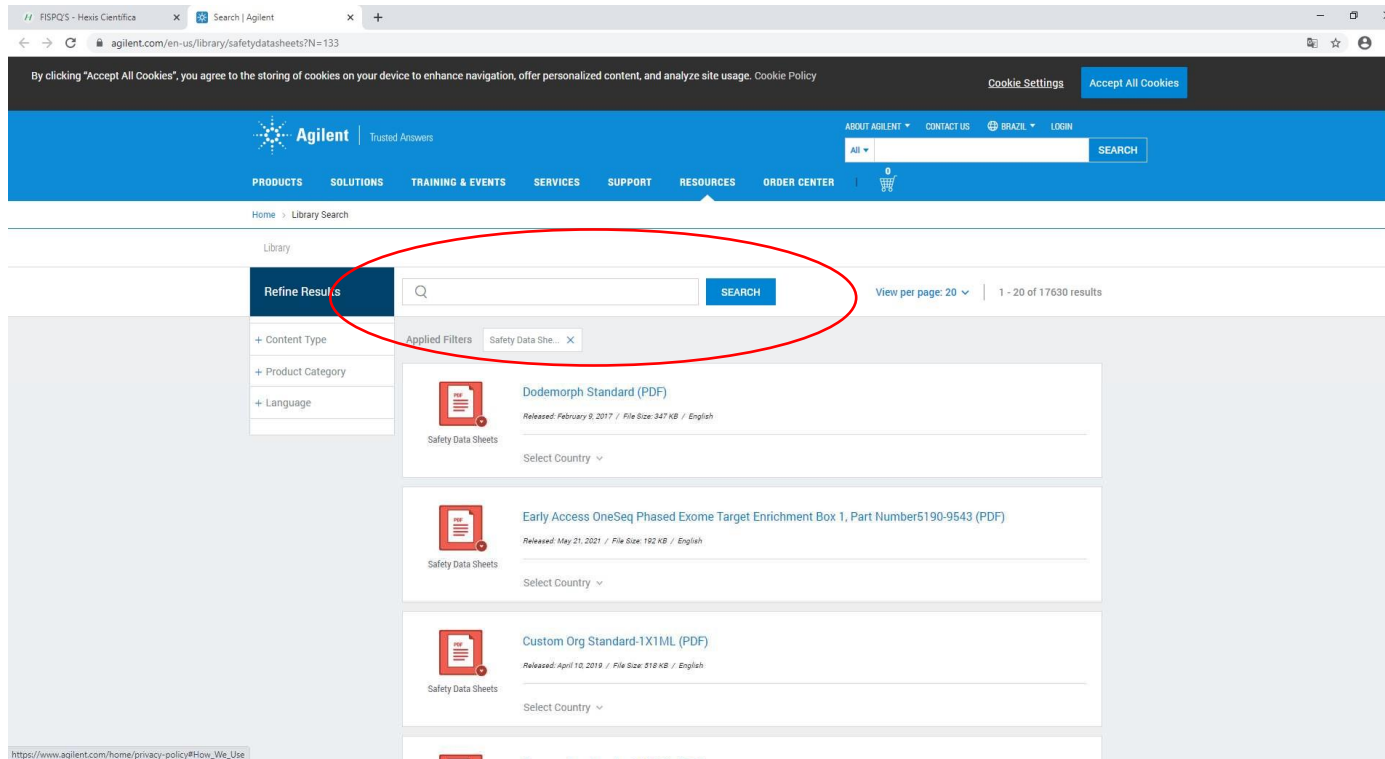 FISPQ'S - Hexis Científica
Search | Agilent
agilent.com/en-us/library/safetydatasheets?N=133
By clicking "Accept All Cookies", you agree to the storing of cookies on your device to enhance navigation, offer personalized content, and analyze site usage. Cookie Policy
Cookie Settings
Accept All Cookies
Agilent | Trusted Answers
ABOUT AGILENT CONTACT US BRAZIL LOGIN
All SEARCH
PRODUCTS SOLUTIONS TRAINING & EVENTS SERVICES SUPPORT RESOURCES ORDER CENTER | 0
Home > Library Search
Library
Refine Results
SEARCH
View per page: 20 | 1 - 20 of 17630 results
+ Content Type
+ Product Category
+ Language
Applied Filters Safety Data She... X
PDF
Safety Data Sheets
Dodemorph Standard (PDF)
Released: February 9, 2017 / File Size: 347 KB / English
Select Country
PDF
Safety Data Sheets
Early Access OneSeq Phased Exome Target Enrichment Box 1, Part Number5190-9543 (PDF)
Released: May 21, 2021 / File Size: 192 KB / English
Select Country
PDF
Safety Data Sheets
Custom Org Standard-1X1ML (PDF)
Released: April 10, 2019 / File Size: 518 KB / English
Select Country
https://www.agilent.com/home/privacy-policy#How_We_Use